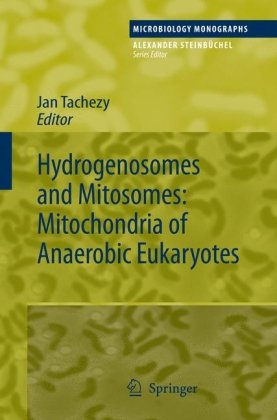 MICROBIOLOGY MONOGRAPHS
ALEXANDER STEINBÜCHEL
Series Editor
Jan Tachezy
Editor
Hydrogenosomes
and Mitosomes:
Mitochondria of
Anaerobic Eukaryotes
Springer